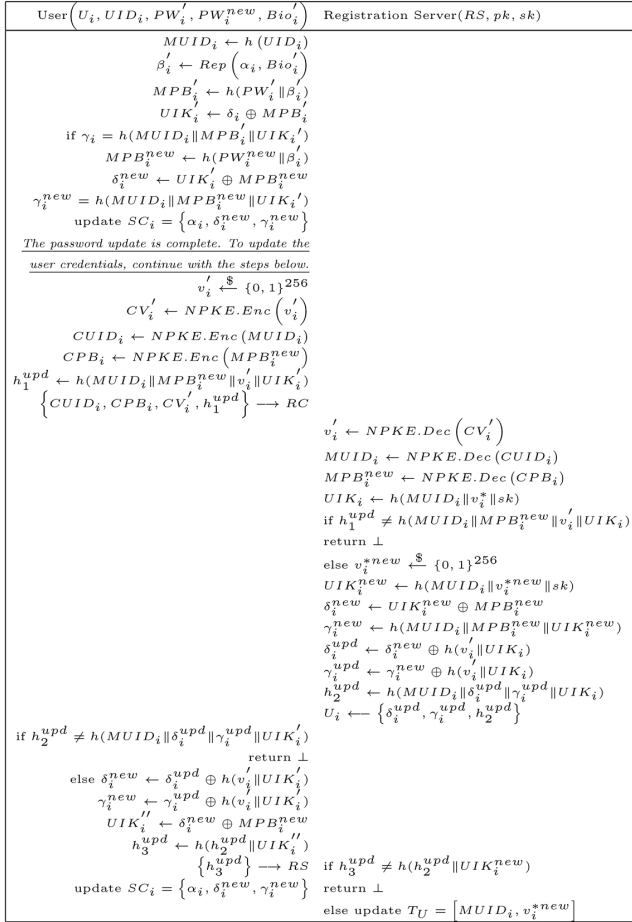 User(U_i, UID_i, PW_i^', PW_i^{new}, Bio_i^') Registration Server(RS, pk, sk)
MUID_i ← h (UID_i)
β_i^' ← Rep (α_i, Bio_i^')
MPB_i^' ← h(PW_i^' ‖β_i^')
UIK_i^' ← δ_i ⊕ MPB_i^'
if γ_i = h(MUID_i‖MPB_i^'‖UIK_i')
MPB_i^{new} ← h(PW_i^{new}‖β_i^')
δ_i^{new} ← UIK_i^' ⊕ MPB_i^{new}
γ_i^{new} = h(MUID_i‖MPB_i^{new}‖UIK_i')
update SC_i = {α_i, δ_i^{new}, γ_i^{new}}
The password update is complete. To update the
user credentials, continue with the steps below.
v_i^' ←$ {0, 1}^{256}
CV_i^' ← NPKE.Enc (v_i^')
CUID_i ← NPKE.Enc (MUID_i)
CPB_i ← NPKE.Enc (MPB_i^{new})
h_1^{upd} ← h(MUID_i‖MPB_i^{new}‖v_i^'‖UIK_i^')
{CUID_i, CPB_i, CV_i^', h_1^{upd}} ⟶ RC
v_i^' ← NPKE.Dec (CV_i^')
MUID_i ← NPKE.Dec (CUID_i)
MPB_i^{new} ← NPKE.Dec (CPB_i)
UIK_i ← h(MUID_i‖v_i^*‖sk)
if h_1^{upd} ≠ h(MUID_i‖MPB_i^{new}‖v_i^'‖UIK_i)
return ⊥
else v_i^{*new} ←$ {0, 1}^{256}
UIK_i^{new} ← h(MUID_i‖v_i^{*new}‖sk)
δ_i^{new} ← UIK_i^{new} ⊕ MPB_i^{new}
γ_i^{new} ← h(MUID_i‖MPB_i^{new}‖UIK_i^{new})
δ_i^{upd} ← δ_i^{new} ⊕ h(v_i^'‖UIK_i)
γ_i^{upd} ← γ_i^{new} ⊕ h(v_i^'‖UIK_i)
h_2^{upd} ← h(MUID_i‖δ_i^{upd}‖γ_i^{upd}‖UIK_i)
U_i ⟵ {δ_i^{upd}, γ_i^{upd}, h_2^{upd}}
if h_2^{upd} ≠ h(MUID_i‖δ_i^{upd}‖γ_i^{upd}‖UIK_i^')
return ⊥
else δ_i^{new} ← δ_i^{upd} ⊕ h(v_i^'‖UIK_i^')
γ_i^{new} ← γ_i^{upd} ⊕ h(v_i^'‖UIK_i^')
UIK_i^{''} ← δ_i^{new} ⊕ MPB_i^{new}
h_3^{upd} ← h(h_2^{upd}‖UIK_i^{''})
{h_3^{upd}} ⟶ RS if h_3^{upd} ≠ h(h_2^{upd}‖UIK_i^{new})
update SC_i = {α_i, δ_i^{new}, γ_i^{new}} return ⊥
else update T_U = [MUID_i, v_i^{*new}]